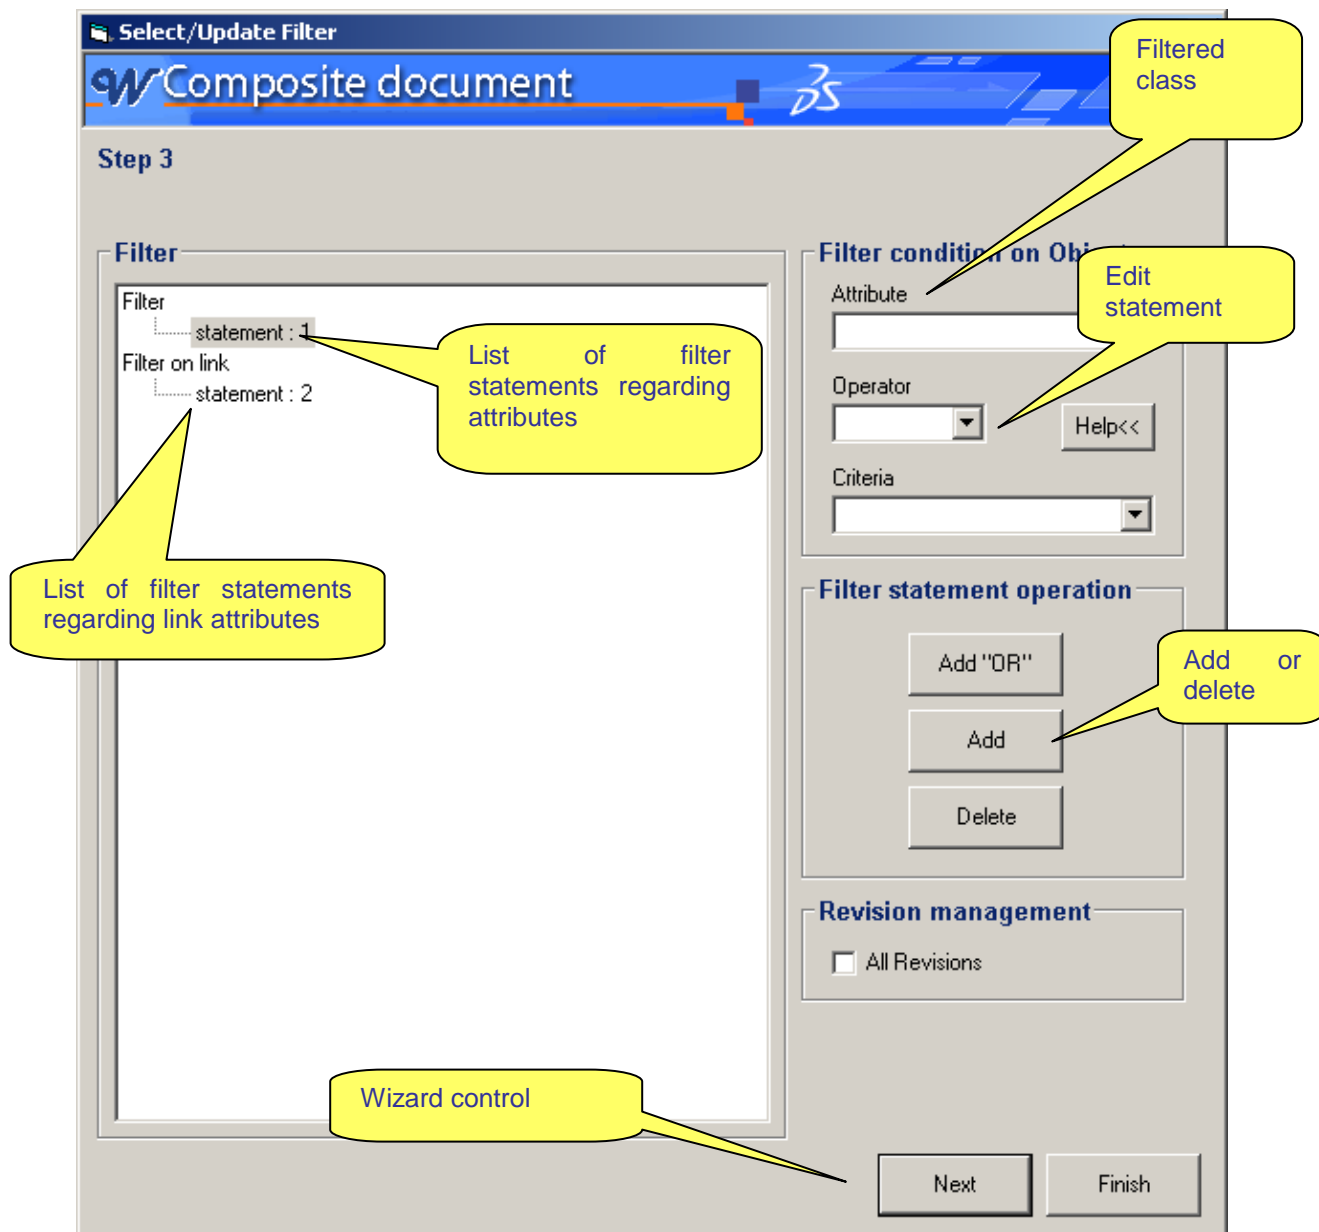 Select/Update Filter
Composite document
Filtered
class
Step 3
Filter
Filter condition on Object
Filter
statement : 1
Filter on link
statement : 2
List of filter
statements regarding
attributes
List of filter statements
regarding link attributes
Attribute
Edit
statement
Operator
Help<<
Criteria
Filter statement operation
Add "OR"
Add
Delete
Add or
delete
Revision management
All Revisions
Wizard control
Next
Finish